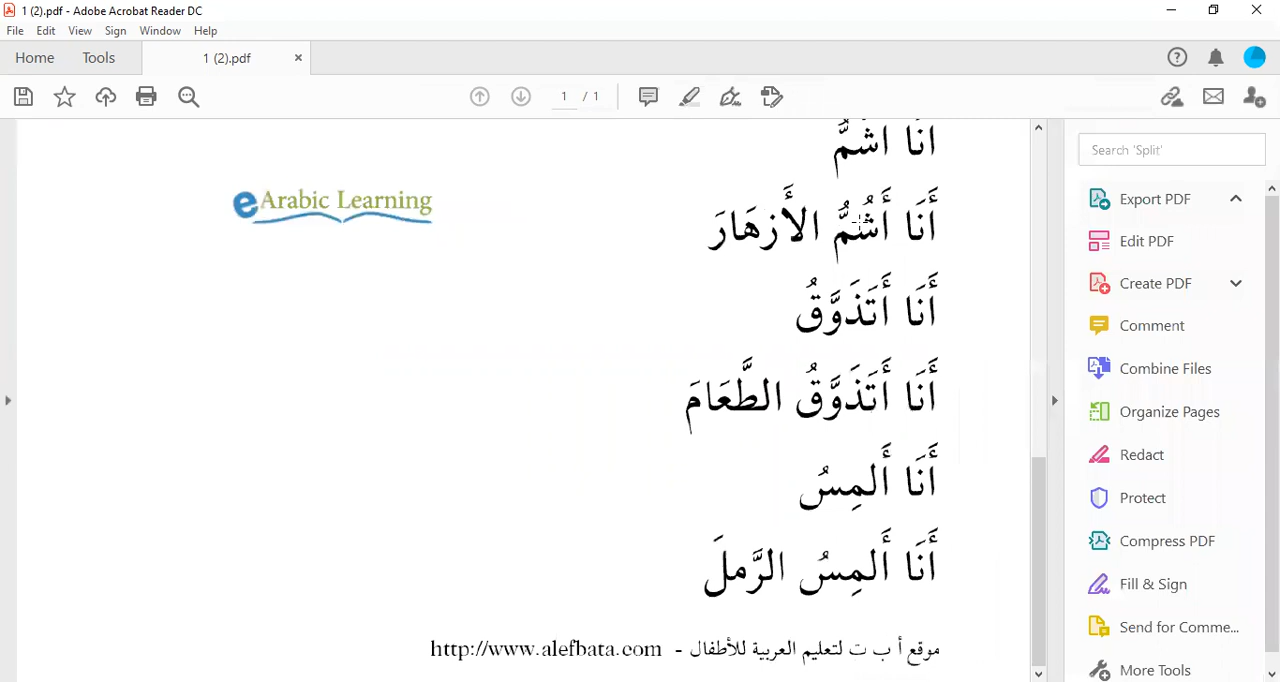 1 (2).pdf - Adobe Acrobat Reader DC
File Edit View Sign Window Help
Home Tools 1 (2).pdf ×
1 / 1
Search 'Split'
Export PDF
Edit PDF
Create PDF
Comment
Combine Files
Organize Pages
Redact
Protect
Compress PDF
Fill & Sign
Send for Comme...
More Tools
eArabic Learning
أَنَا أَشُمُّ
أَنَا أَشُمُّ الأَزهَارَ
أَنَا أَتَذَوَّقُ
أَنَا أَتَذَوَّقُ الطَّعَامَ
أَنَا أَلمِسُ
أَنَا أَلمِسُ الرَّملَ
موقع أ ب ت لتعليم العربية للأطفال - http://www.alefbata.com